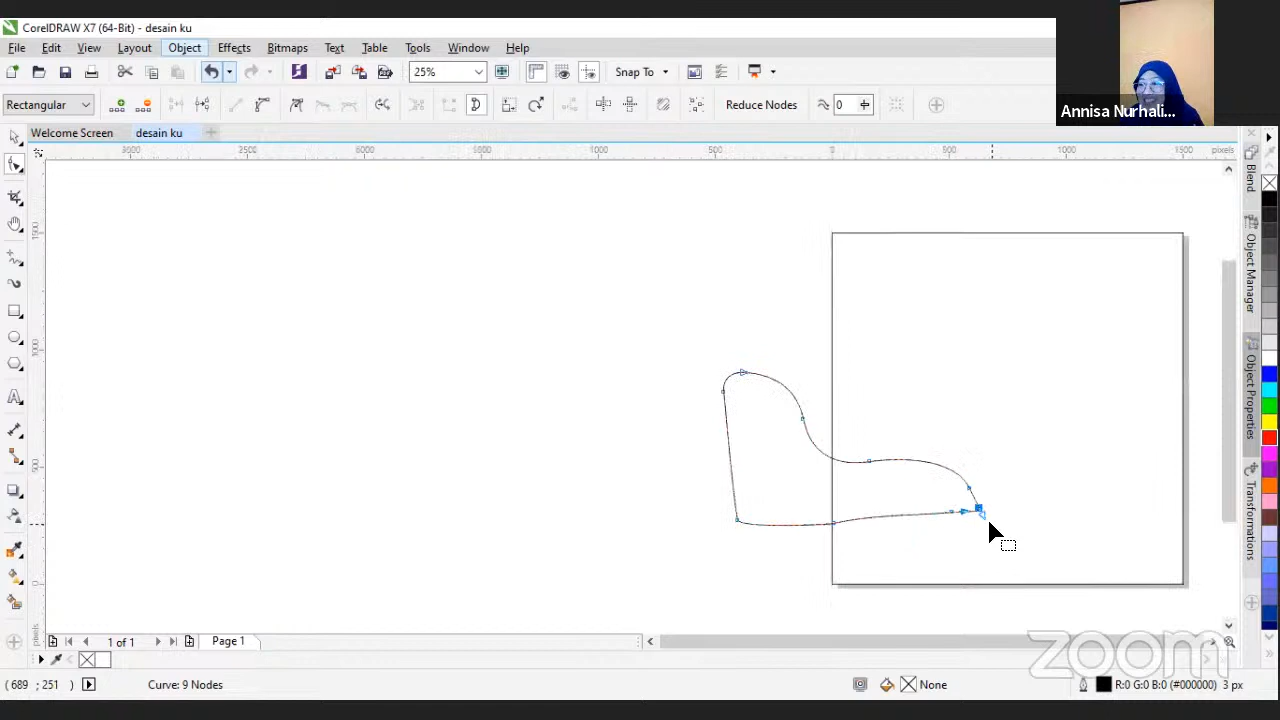 CorelDRAW X7 (64-Bit) - desain ku
File Edit View Layout Object Effects Bitmaps Text Table Tools Window Help
25% Snap To
Rectangular Reduce Nodes 0
Annisa Nurhali...
Welcome Screen desain ku
500 0 500 1000 1500 pixels
1500
1000
500
0
pixels
Blend
Object Manager
Object Properties
Transformations
1 of 1 Page 1
zoom
( 689 ; 251 ) Curve: 9 Nodes None R:0 G:0 B:0 (#000000) 3 px